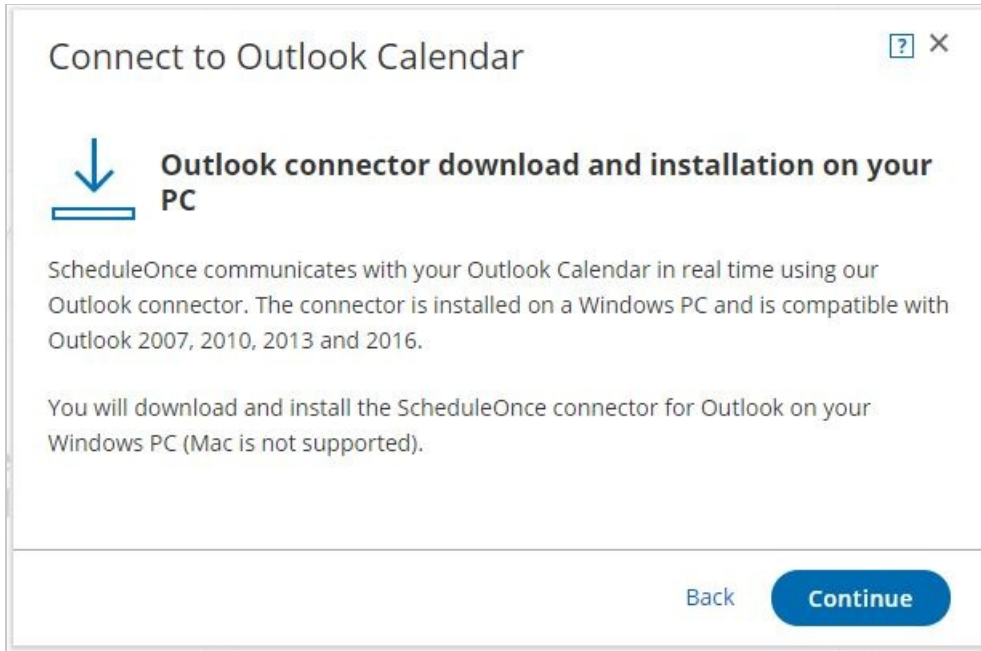 Connect to Outlook Calendar
?
Outlook connector download and installation on your
PC
ScheduleOnce communicates with your Outlook Calendar in real time using our
Outlook connector. The connector is installed on a Windows PC and is compatible with
Outlook 2007, 2010, 2013 and 2016.
You will download and install the ScheduleOnce connector for Outlook on your
Windows PC (Mac is not supported).
Back
Continue